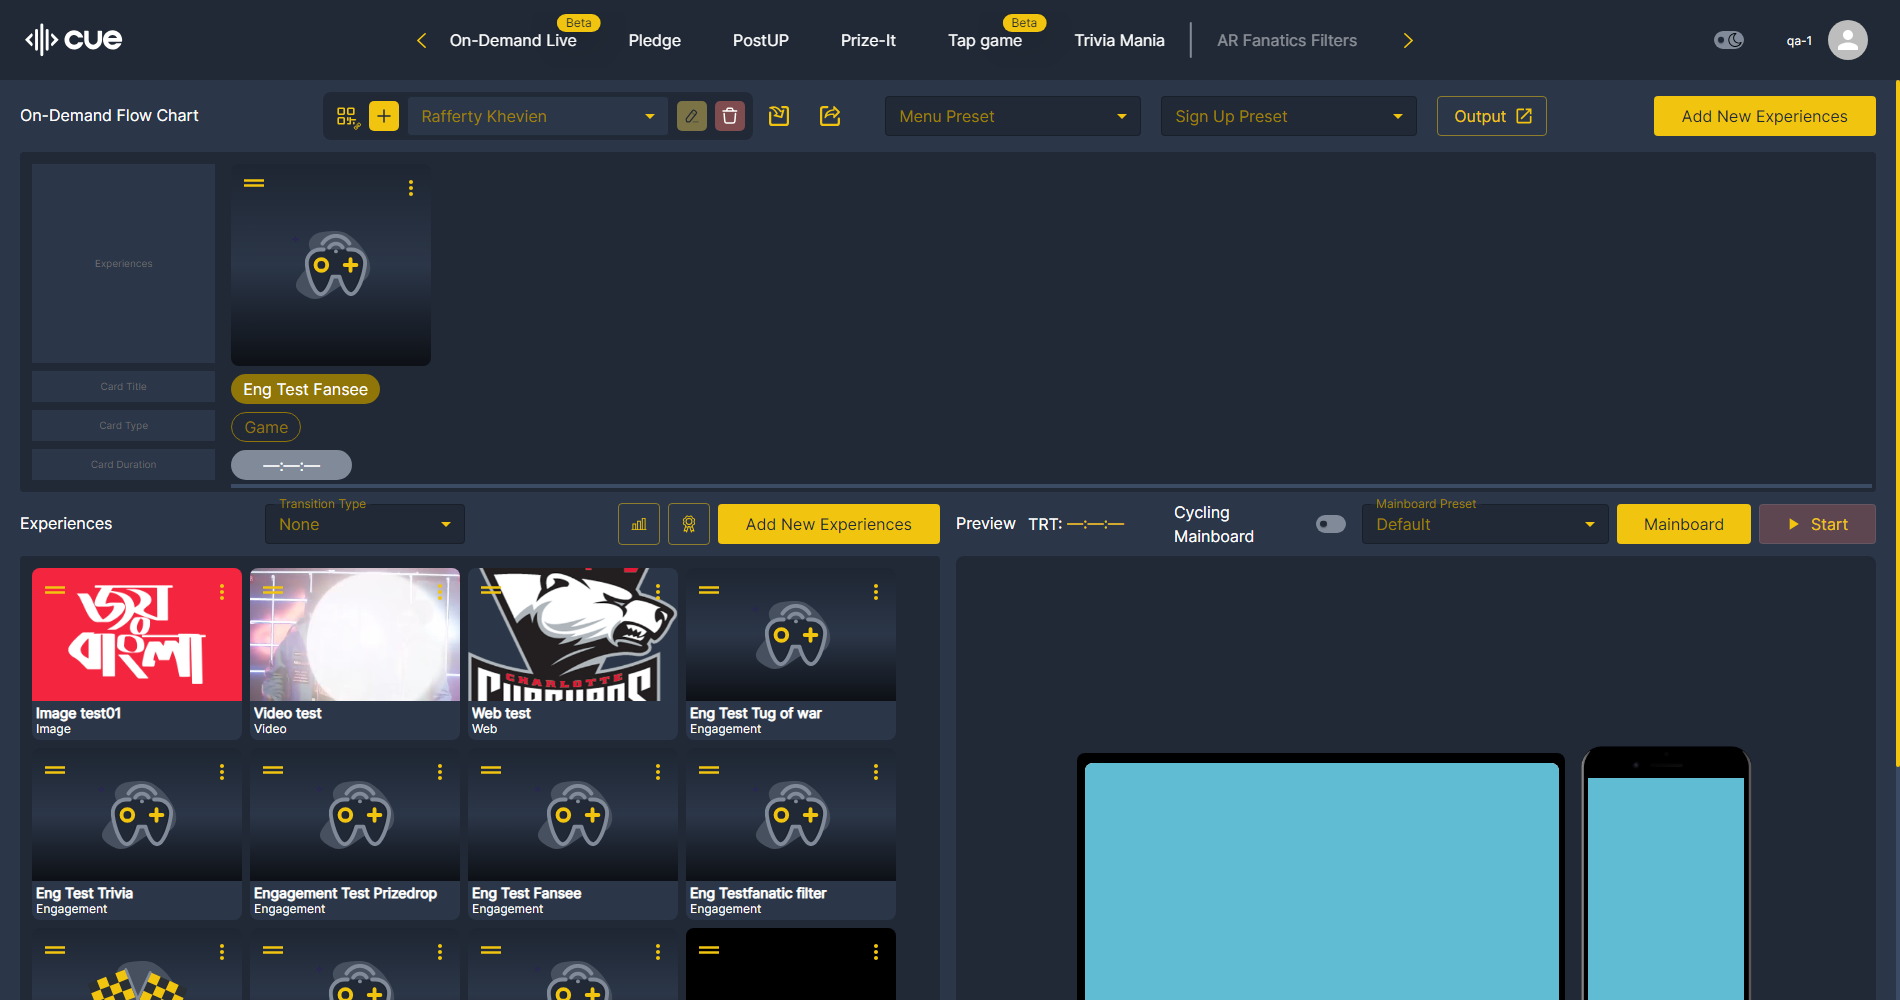 cue
On-Demand Live
Beta
Pledge
PostUP
Prize-It
Tap game
Beta
Trivia Mania
AR Fanatics Filters
qa-1
On-Demand Flow Chart
Rafferty Khevien
Menu Preset
Sign Up Preset
Output
Add New Experiences
Experiences
Card Title
Card Type
Card Duration
Eng Test Fansee
Game
—:—:—
Experiences
Transition Type
None
Add New Experiences
Preview
TRT: —:—:—
Cycling
Mainboard
Mainboard Preset
Default
Mainboard
Start
জয়
বাংলা
CHARLOTTE
Image test01
Image
Video test
Video
Web test
Web
Eng Test Tug of war
Engagement
Eng Test Trivia
Engagement
Engagement Test Prizedrop
Engagement
Eng Test Fansee
Engagement
Eng Testfanatic filter
Engagement